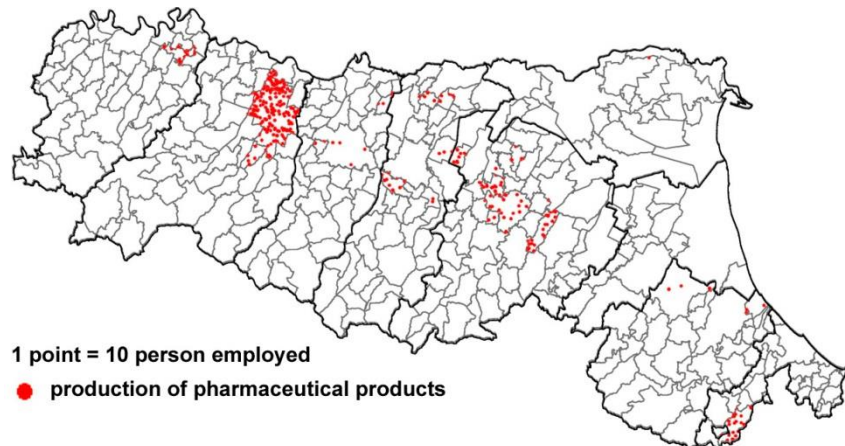 1 point = 10 person employed
production of pharmaceutical products